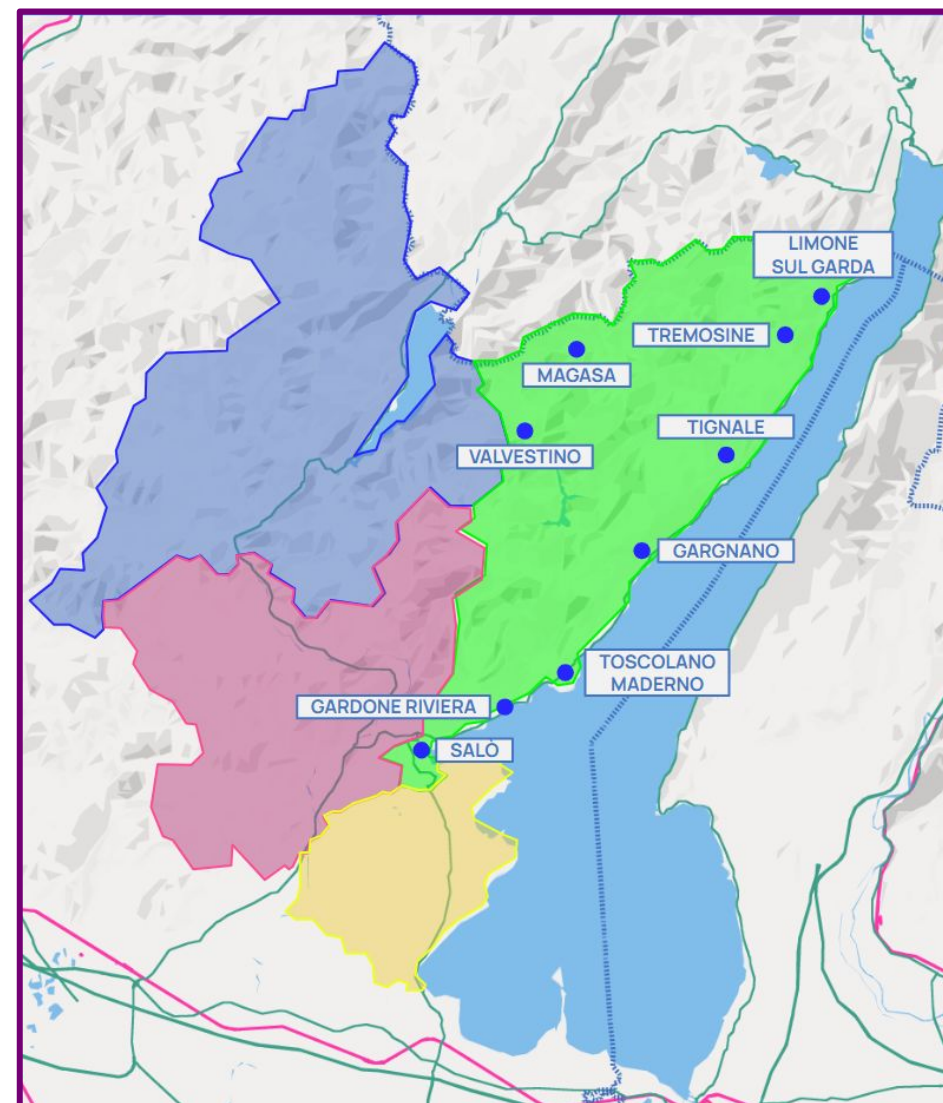 LIMONE
SUL GARDA
TREMOSINE
MAGASA
TIGNALE
VALVESTINO
GARGNANO
TOSCOLANO
MADERNO
GARDONE RIVIERA
SALÒ